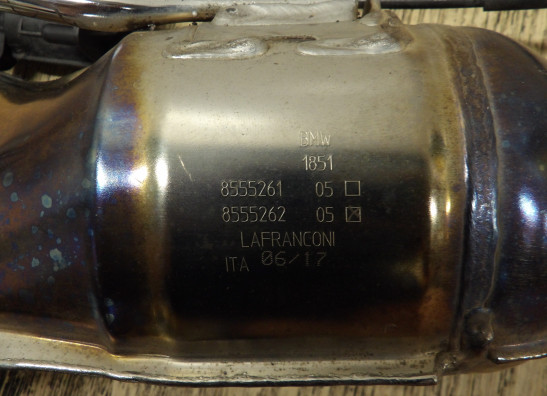 BMW
1851
8555261 05 ☐
8555262 05 ☒
LAFRANCONI
ITA 06/17